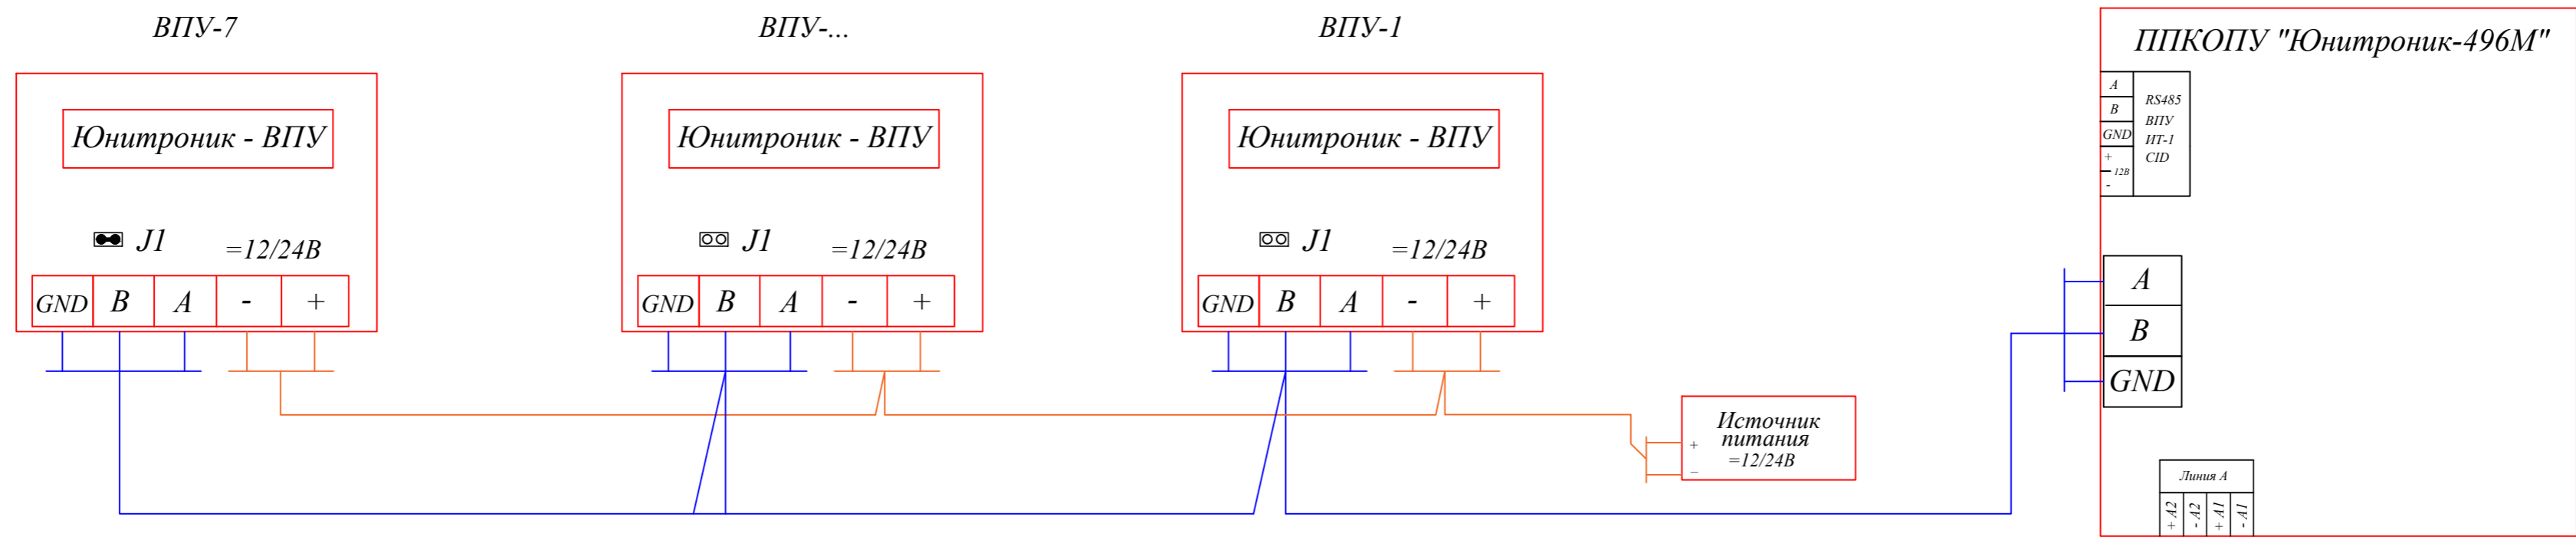 ВПУ-7
ВПУ-...
ВПУ-1
ППКОПУ "Юнитроник-496М"
Юнитроник - ВПУ
J1
=12/24В
GND B A - +
Юнитроник - ВПУ
J1
=12/24В
GND B A - +
Юнитроник - ВПУ
J1
=12/24В
GND B A - +
Источник
питания
=12/24В
+
−
A
B
GND
+
12В
-
RS485
ВПУ
ИТ-1
CID
A
B
GND
Линия А
+ A2
- A2
+ A1
- A1